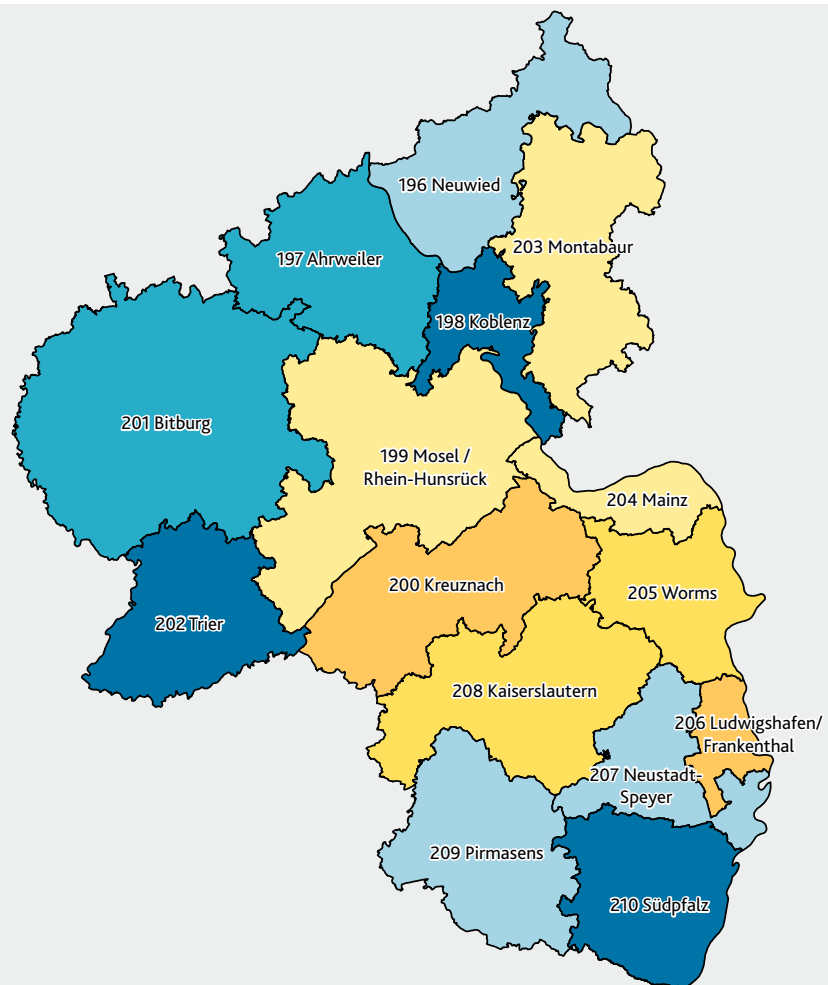 196 Neuwied
203 Montabaur
197 Ahrweiler
198 Koblenz
201 Bitburg
199 Mosel /
Rhein-Hunsrück
204 Mainz
200 Kreuznach
205 Worms
202 Trier
208 Kaiserslautern
206 Ludwigshafen/
Frankenthal
207 Neustadt-
Speyer
209 Pirmasens
210 Südpfalz